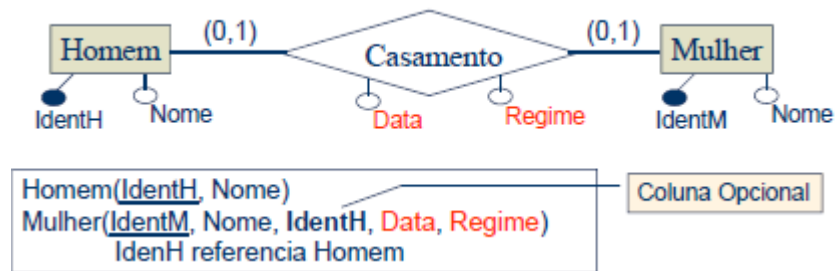 Homem (0,1) Casamento (0,1) Mulher
IdentH Nome Data Regime IdentM Nome
Homem(IdentH, Nome)
Mulher(IdentM, Nome, IdentH, Data, Regime)
IdenH referencia Homem
Coluna Opcional